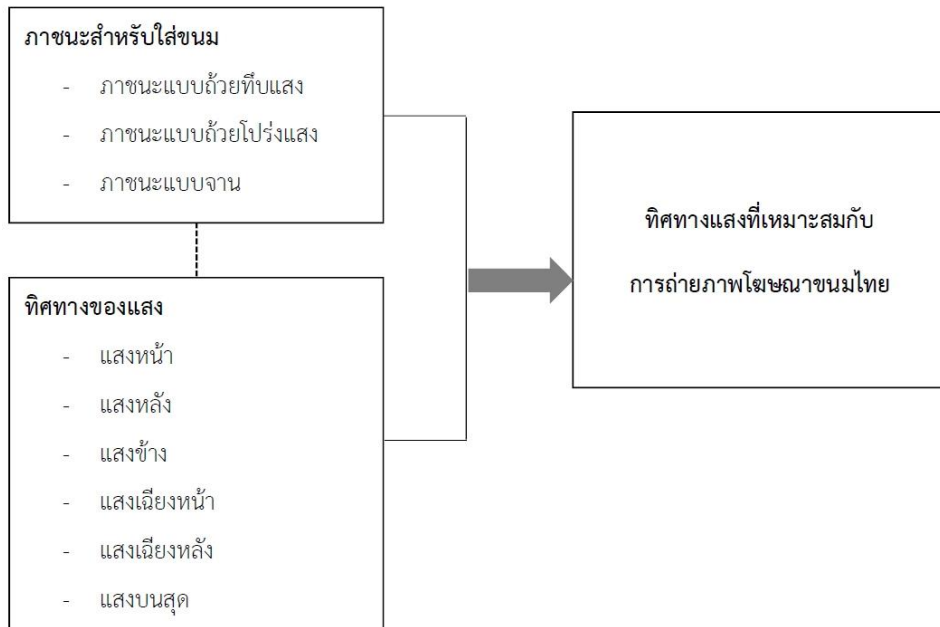 ภาชนะสำหรับใส่ขนม
- ภาชนะแบบถ้วยทึบแสง
- ภาชนะแบบถ้วยโปร่งแสง
- ภาชนะแบบจาน
ทิศทางของแสง
- แสงหน้า
- แสงหลัง
- แสงข้าง
- แสงเฉียงหน้า
- แสงเฉียงหลัง
- แสงบนสุด
ทิศทางแสงที่เหมาะสมกับ
การถ่ายภาพโฆษณาขนมไทย